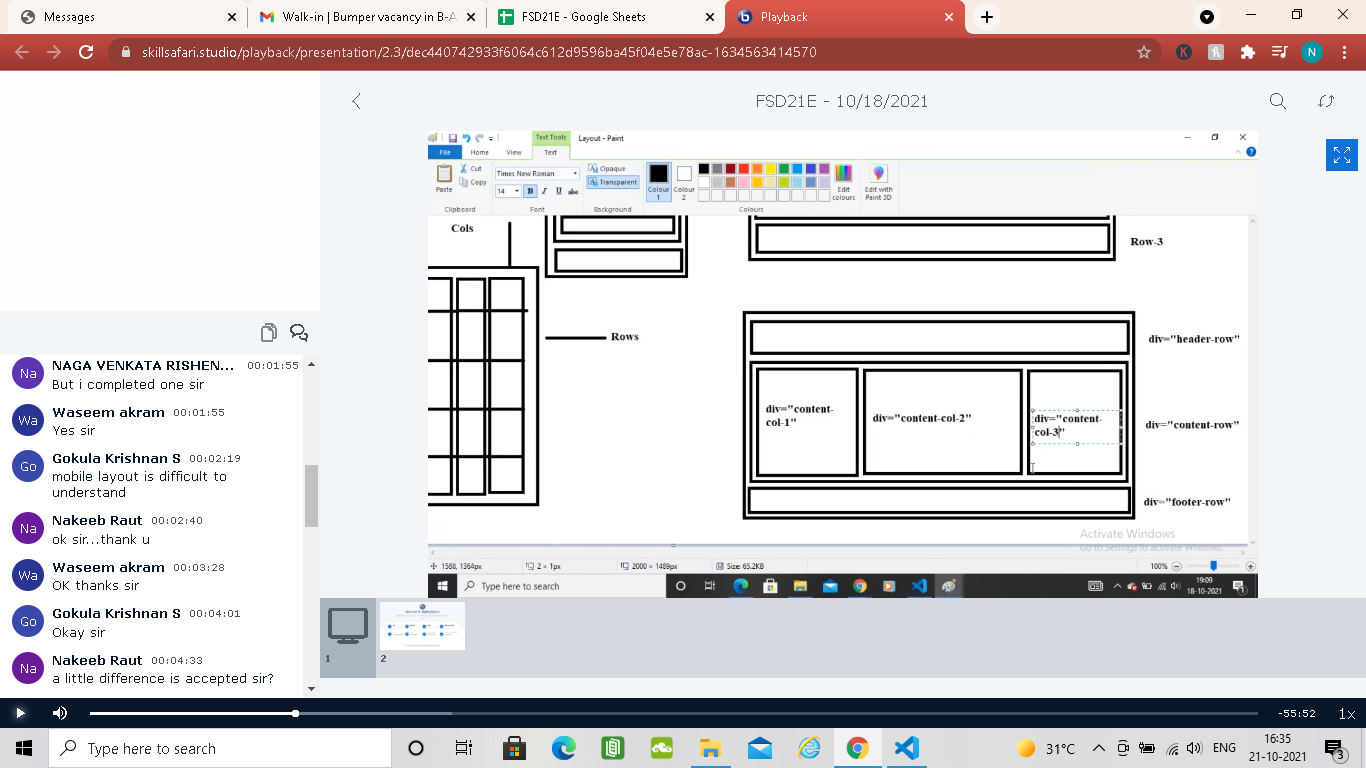 Messages
Walk-in | Bumper vacancy in B-A
FSD21E - Google Sheets
Playback
skillsafari.studio/playback/presentation/2.3/dec440742933f6064c612d9596ba45f04e5e78ac-1634563414570
K
N
FSD21E - 10/18/2021
Text Tools
Layout - Paint
File
Home
View
Text
Paste
Cut
Copy
Clipboard
Times New Roman
14
B
I
U
abc
Font
Opaque
Transparent
Background
Colour
1
Colour
2
Edit
colours
Colours
Edit with
Paint 3D
Cols
Row-3
Rows
div="header-row"
div="content-
col-1"
div="content-col-2"
div="content-
col-3"
div="content-row"
div="footer-row"
Activate Windows
Go to Settings to activate Windows.
1588, 1364px
2 × 1px
2000 × 1489px
Size: 65.2KB
100%
Type here to search
19:09
18-10-2021
1
2
Na
NAGA VENKATA RISHEN... 00:01:55
But i completed one sir
Wa
Waseem akram 00:01:55
Yes sir
Go
Gokula Krishnan S 00:02:19
mobile layout is difficult to
understand
Na
Nakeeb Raut 00:02:40
ok sir...thank u
Wa
Waseem akram 00:03:28
OK thanks sir
Go
Gokula Krishnan S 00:04:01
Okay sir
Na
Nakeeb Raut 00:04:33
a little difference is accepted sir?
-55:52
1x
Type here to search
31°C
ENG
16:35
21-10-2021
3